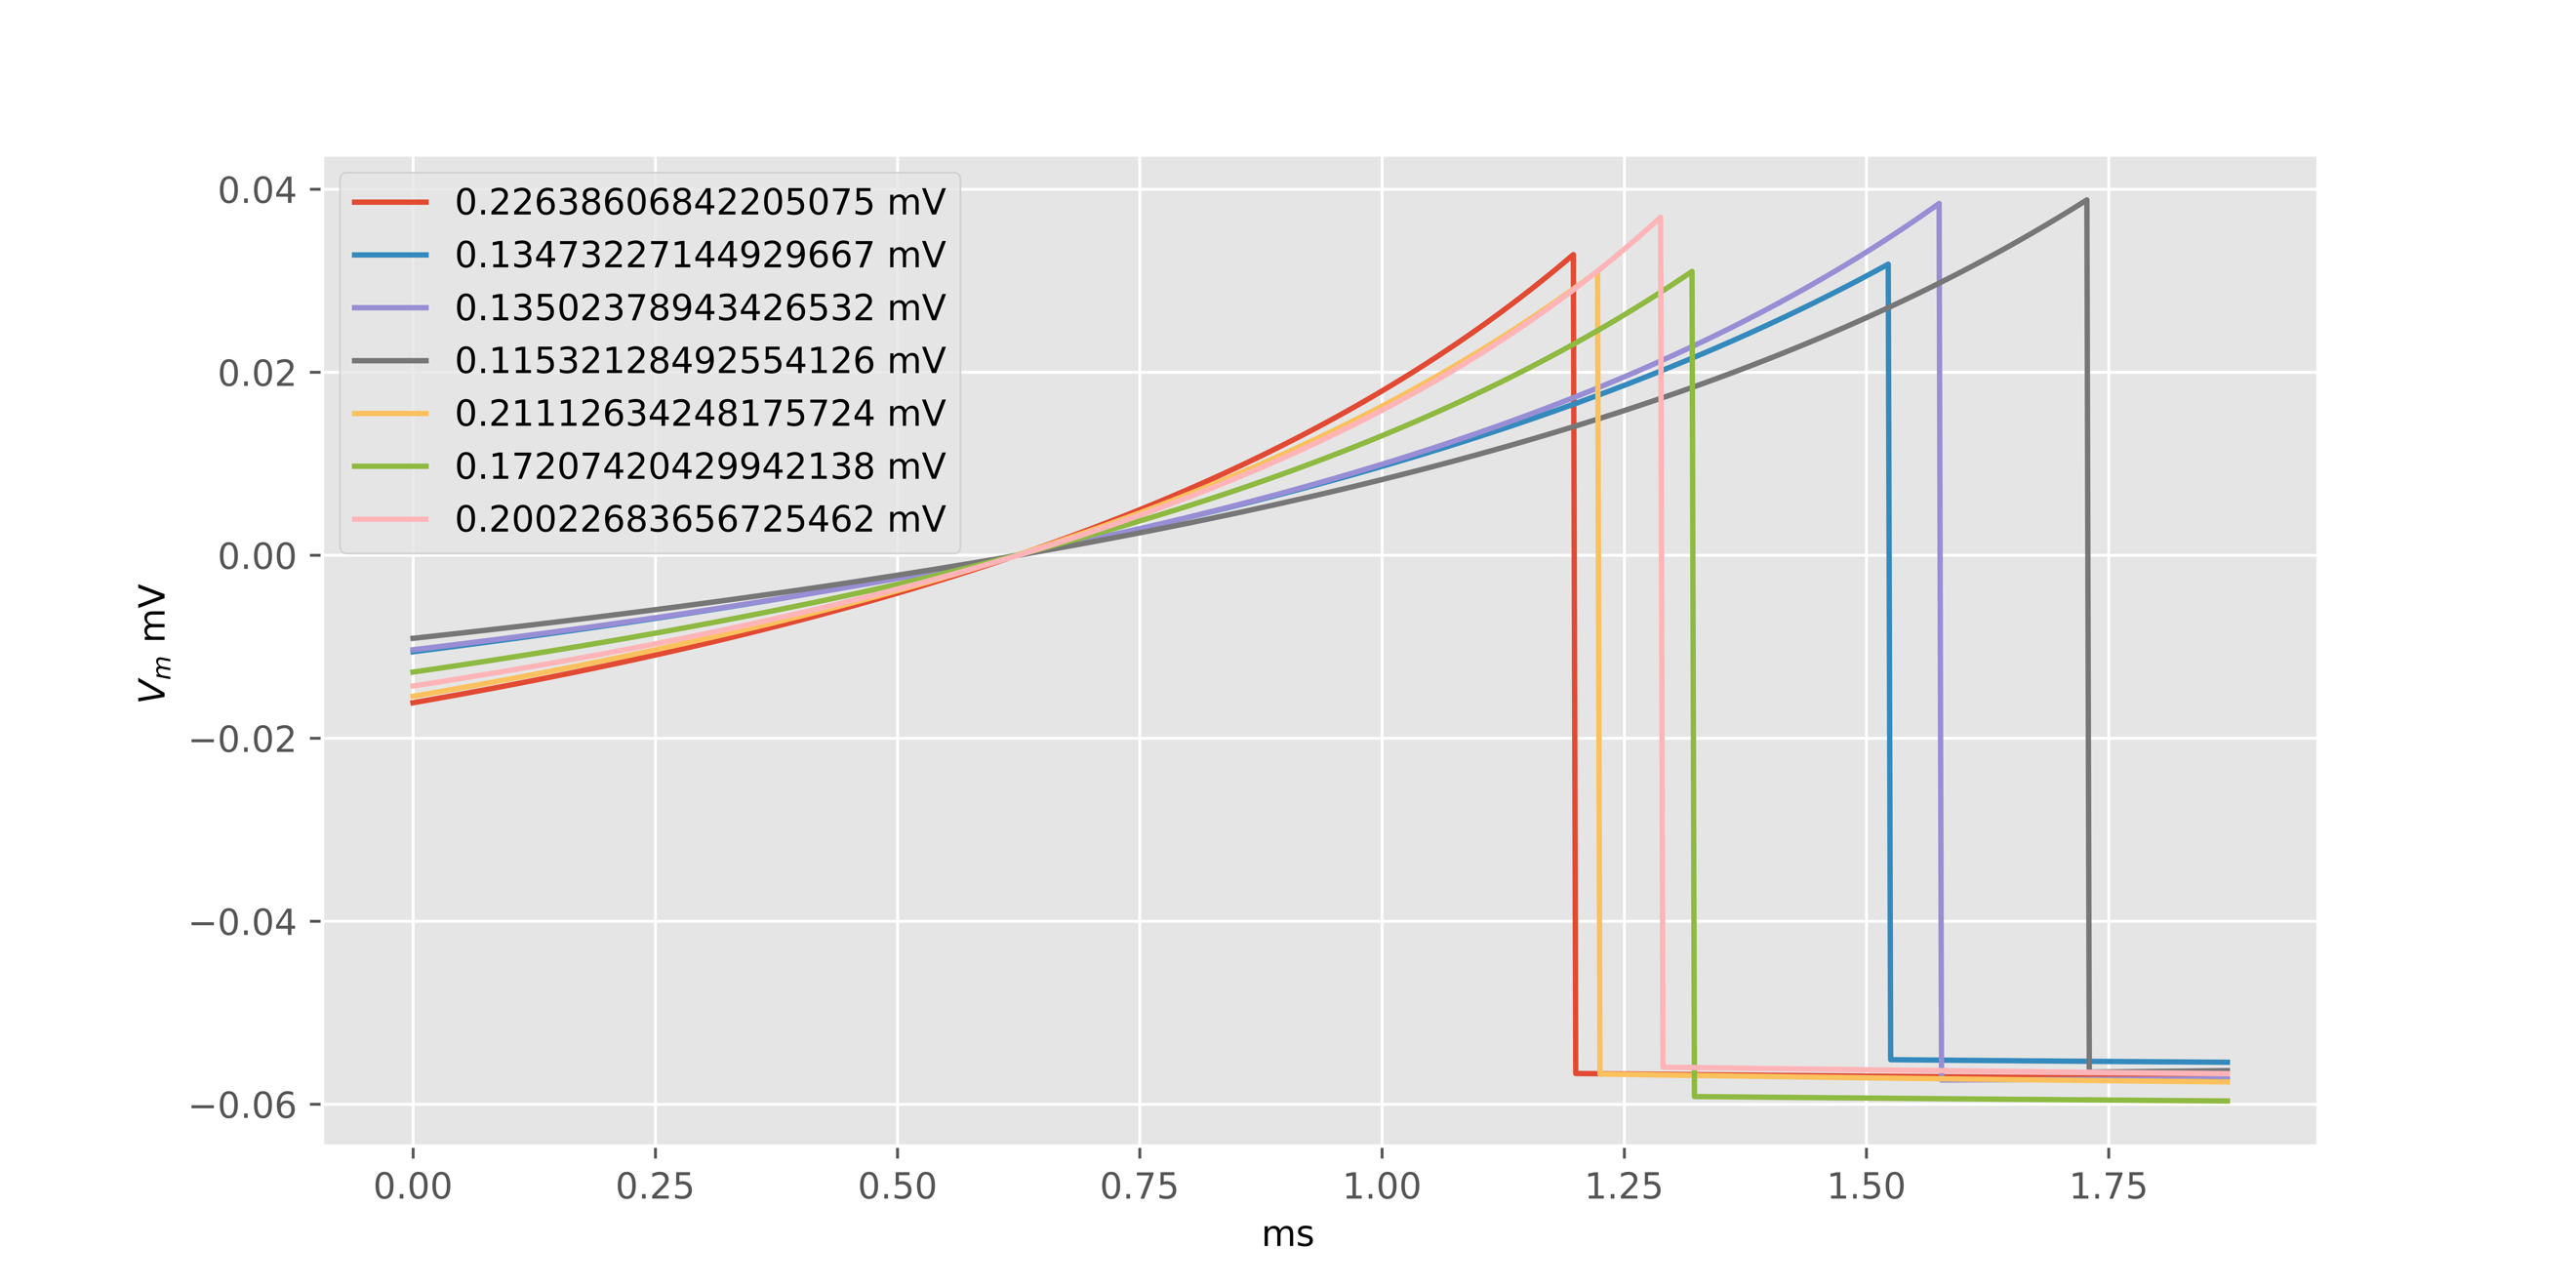 0.04
0.02
0.00
−0.02
−0.04
−0.06
V_m mV
0.22638606842205075 mV
0.13473227144929667 mV
0.13502378943426532 mV
0.11532128492554126 mV
0.21112634248175724 mV
0.17207420429942138 mV
0.20022683656725462 mV
0.00 0.25 0.50 0.75 1.00 1.25 1.50 1.75
ms